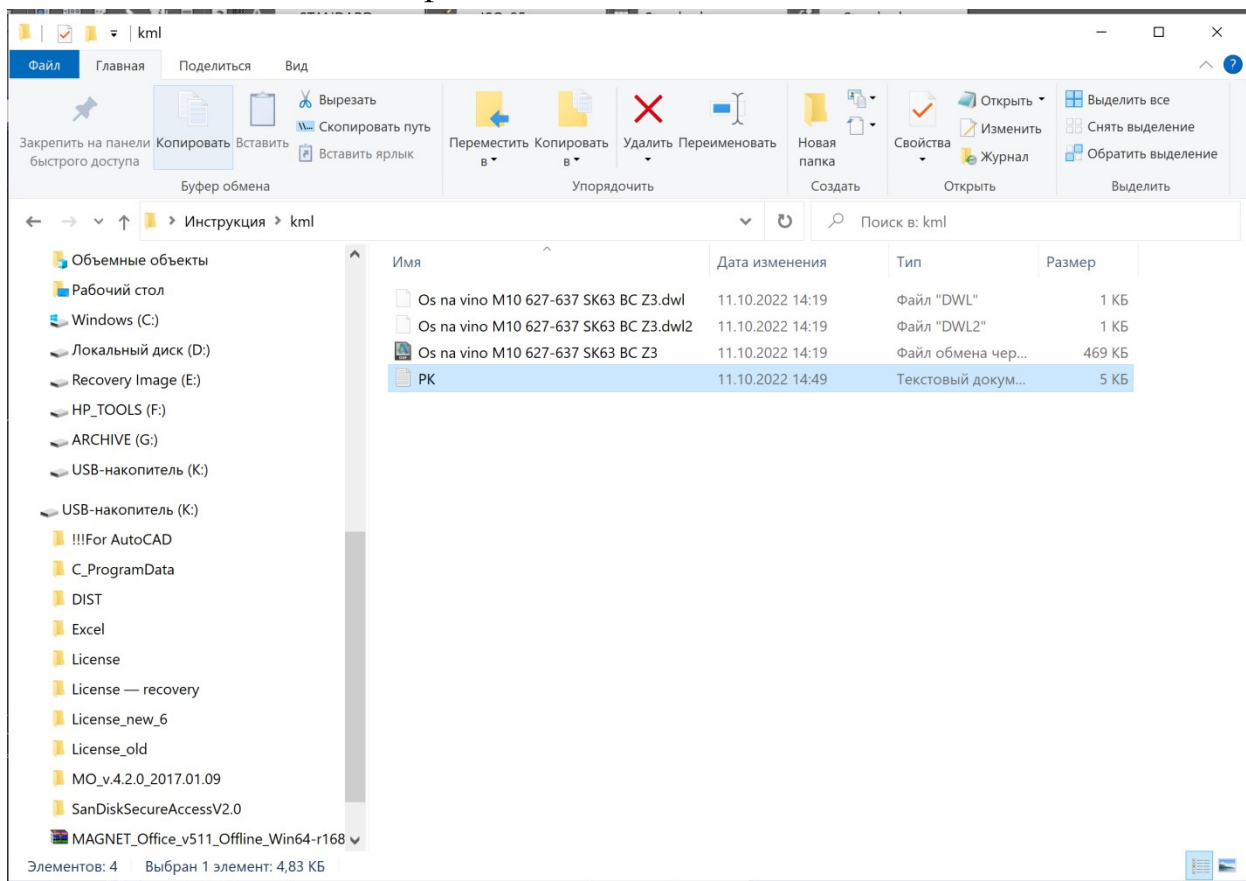 kml
Файл Главная Поделиться Вид
Закрепить на панели быстрого доступа
Копировать
Вставить
Вырезать
Скопировать путь
Вставить ярлык
Буфер обмена
Переместить в
Копировать в
Удалить
Переименовать
Упорядочить
Новая папка
Создать
Свойства
Открыть
Изменить
Журнал
Открыть
Выделить все
Снять выделение
Обратить выделение
Выделить
Инструкция kml
Поиск в: kml
Объемные объекты
Рабочий стол
Windows (C:)
Локальный диск (D:)
Recovery Image (E:)
HP_TOOLS (F:)
ARCHIVE (G:)
USB-накопитель (K:)
USB-накопитель (K:)
!!!For AutoCAD
C_ProgramData
DIST
Excel
License
License — recovery
License_new_6
License_old
MO_v.4.2.0_2017.01.09
SanDiskSecureAccessV2.0
MAGNET_Office_v511_Offline_Win64-r168
Имя Дата изменения Тип Размер
Os na vino M10 627-637 SK63 BC Z3.dwl 11.10.2022 14:19 Файл "DWL" 1 КБ
Os na vino M10 627-637 SK63 BC Z3.dwl2 11.10.2022 14:19 Файл "DWL2" 1 КБ
Os na vino M10 627-637 SK63 BC Z3 11.10.2022 14:19 Файл обмена чер... 469 КБ
РК 11.10.2022 14:49 Текстовый докум... 5 КБ
Элементов: 4 Выбран 1 элемент: 4,83 КБ